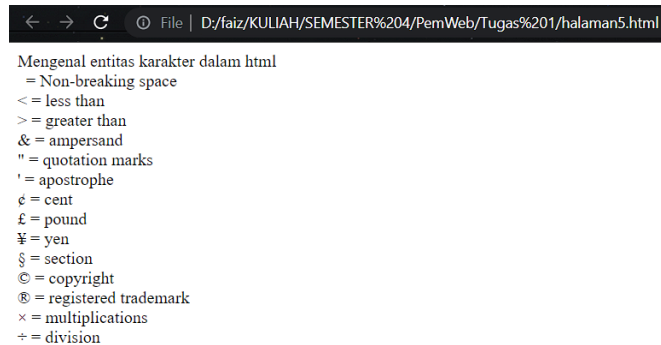 File | D:/faiz/KULIAH/SEMESTER%204/PemWeb/Tugas%201/halaman5.html
Mengenal entitas karakter dalam html
  = Non-breaking space
< = less than
> = greater than
& = ampersand
" = quotation marks
' = apostrophe
¢ = cent
£ = pound
¥ = yen
§ = section
© = copyright
® = registered trademark
× = multiplications
÷ = division